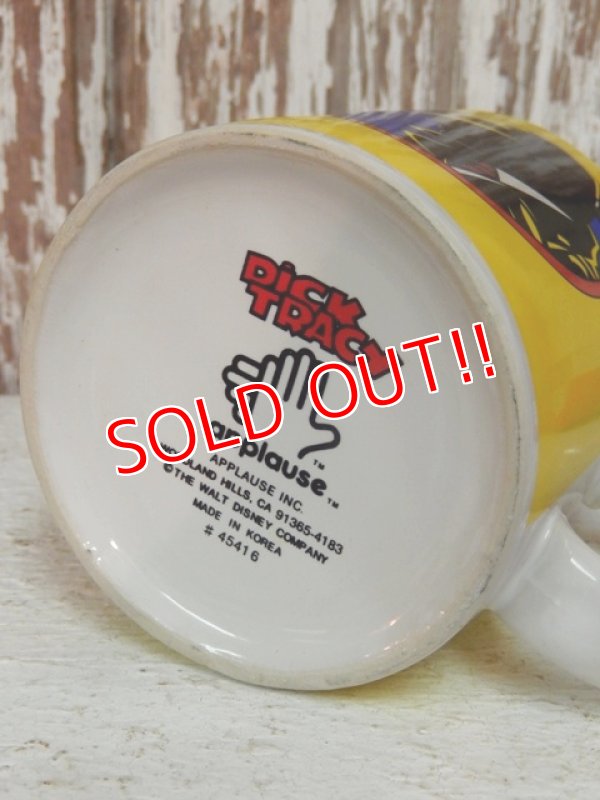 DICK
TRACY
SOLD OUT!!
applause™
APPLAUSE INC.
WOODLAND HILLS, CA 91365-4183
©THE WALT DISNEY COMPANY
MADE IN KOREA
# 45416